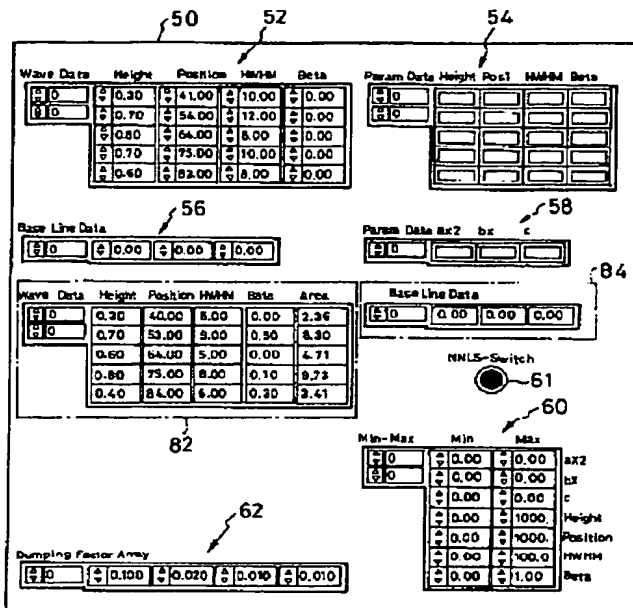 50
52
54
Wave Data Height Position HWHM Beta
0 0.30 41.00 10.00 0.00
0 0.70 54.00 12.00 0.00
0.80 64.00 8.00 0.00
0.70 75.00 10.00 0.00
0.60 83.00 8.00 0.00
Param Data Height Pos1 HWHM Beta
0
0
56
Base Line Data
0 0.00 0.00 0.00
58
Param Data ax2 bx c
0
84
Wave Data Height Position HWHM Beta Area
0 0.30 40.00 5.00 0.00 2.36
0 0.70 53.00 9.00 0.50 8.30
0.60 64.00 5.00 0.00 4.71
0.80 75.00 8.00 0.10 9.73
0.40 84.00 6.00 0.30 3.41
82
Base Line Data
0 0.00 0.00 0.00
NNLS-Switch
61
60
Min-Max Min Max
0 0.00 0.00 ax2
0 0.00 0.00 bx
0.00 0.00 c
0.00 1000. Height
0.00 1000. Position
0.00 100.0 HWHM
0.00 1.00 Beta
62
Dumping Factor Array
0 0.100 0.020 0.010 0.010